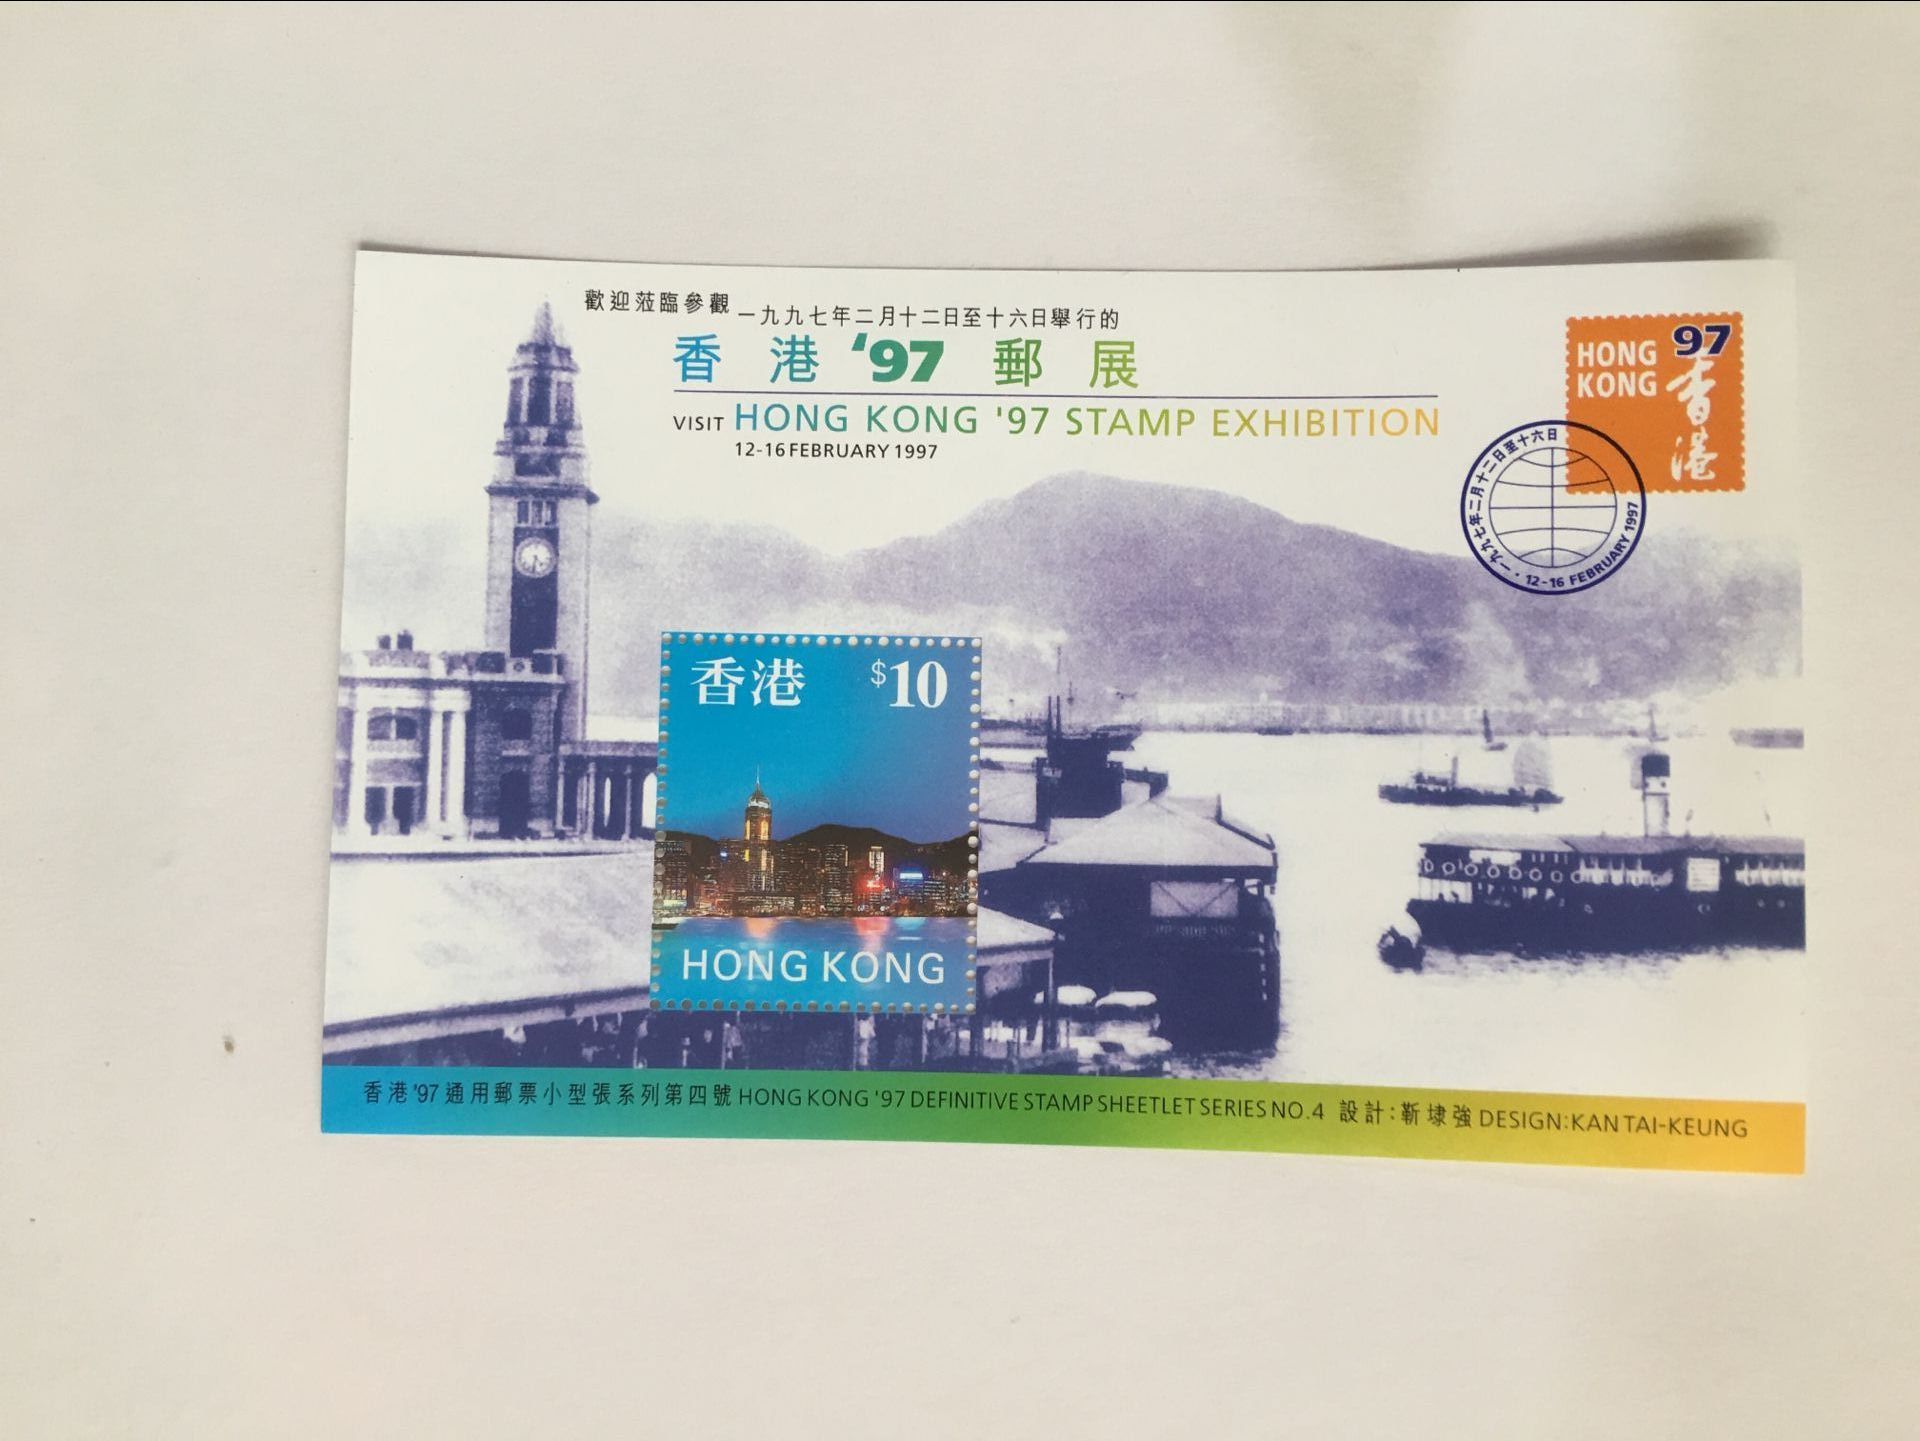 歡迎蒞臨參觀 一九九七年二月十二日至十六日舉行的
香港 '97 郵展
VISIT HONG KONG '97 STAMP EXHIBITION
12-16 FEBRUARY 1997
HONG KONG 97
香港
一九九七年二月十二日至十六日 · 12-16 FEBRUARY 1997
香港 $10
HONG KONG
香港 '97 通用郵票小型張系列第四號 HONG KONG '97 DEFINITIVE STAMP SHEETLET SERIES NO.4 設計:靳埭強 DESIGN:KAN TAI-KEUNG